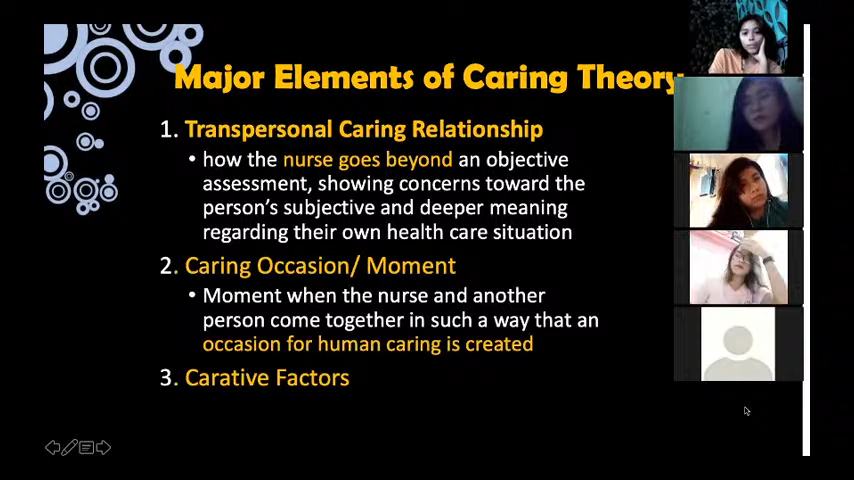 Major Elements of Caring Theory
1. Transpersonal Caring Relationship
• how the nurse goes beyond an objective
assessment, showing concerns toward the
person's subjective and deeper meaning
regarding their own health care situation
2. Caring Occasion/ Moment
• Moment when the nurse and another
person come together in such a way that an
occasion for human caring is created
3. Carative Factors